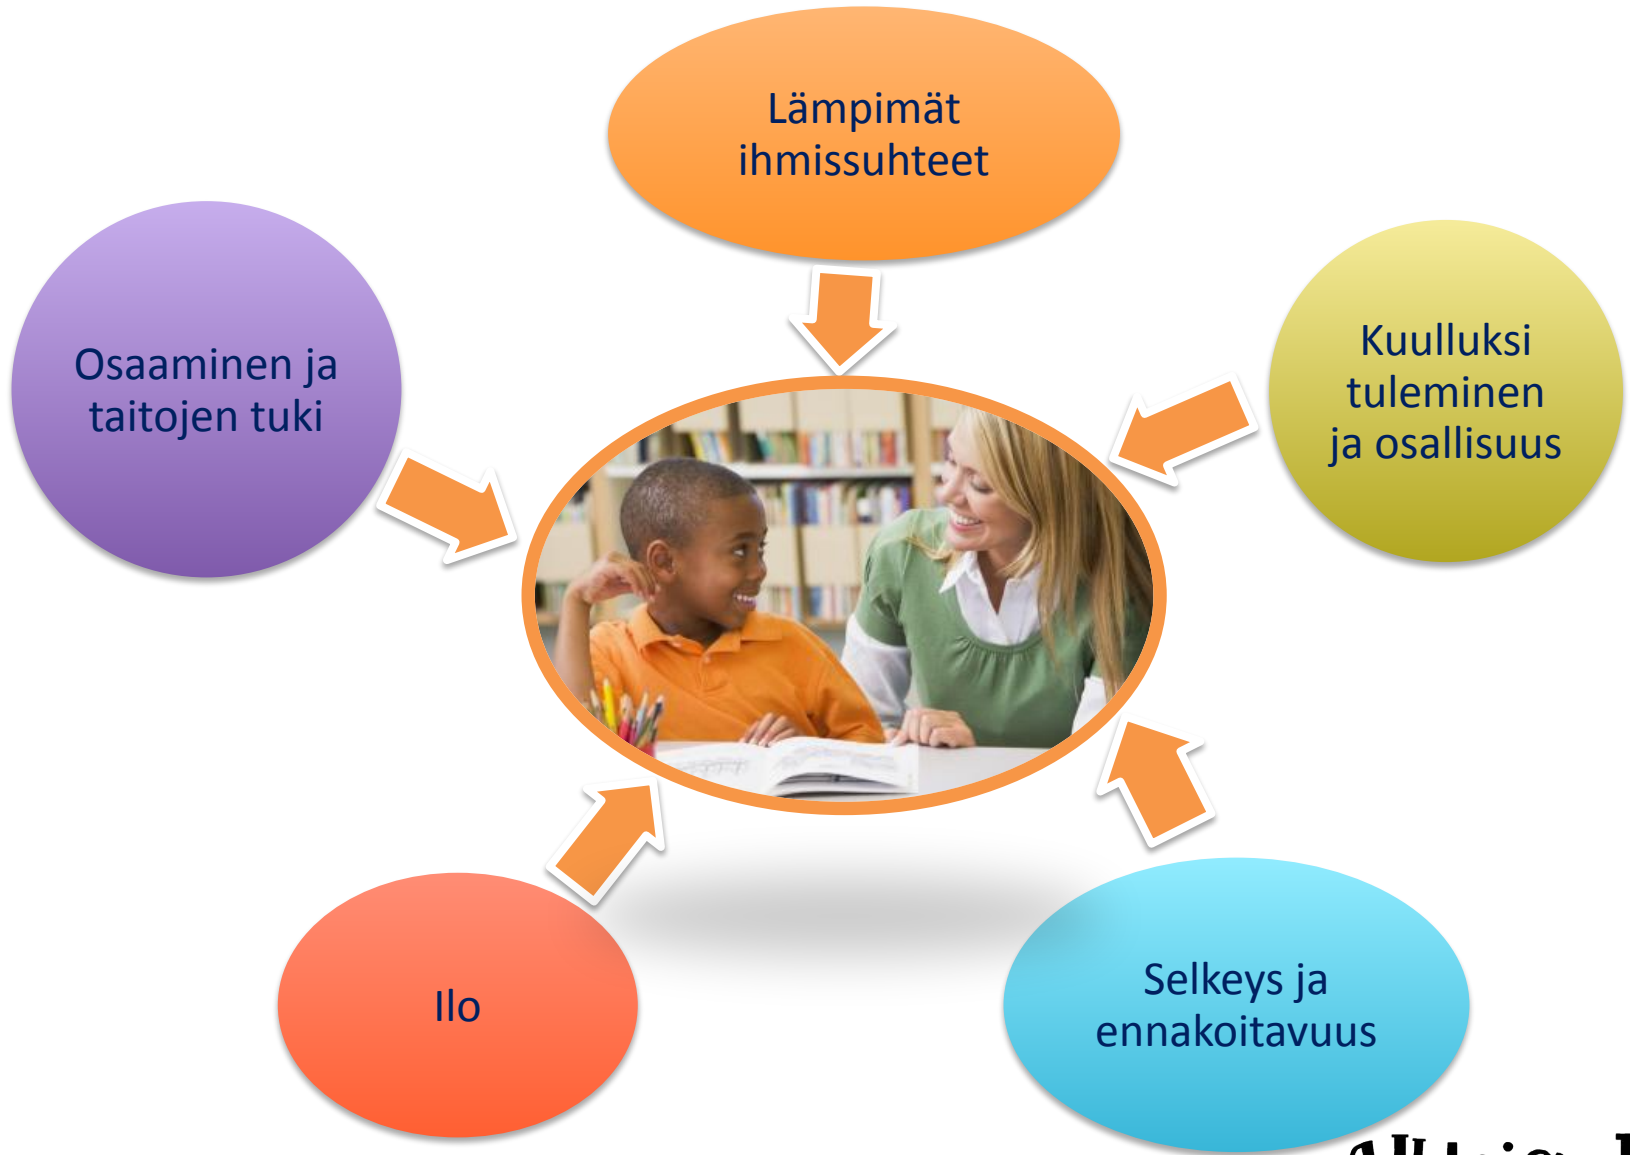 Lämpimät
ihmissuhteet
Osaaminen ja
taitojen tuki
Kuulluksi
tuleminen
ja osallisuus
Ilo
Selkeys ja
ennakoitavuus